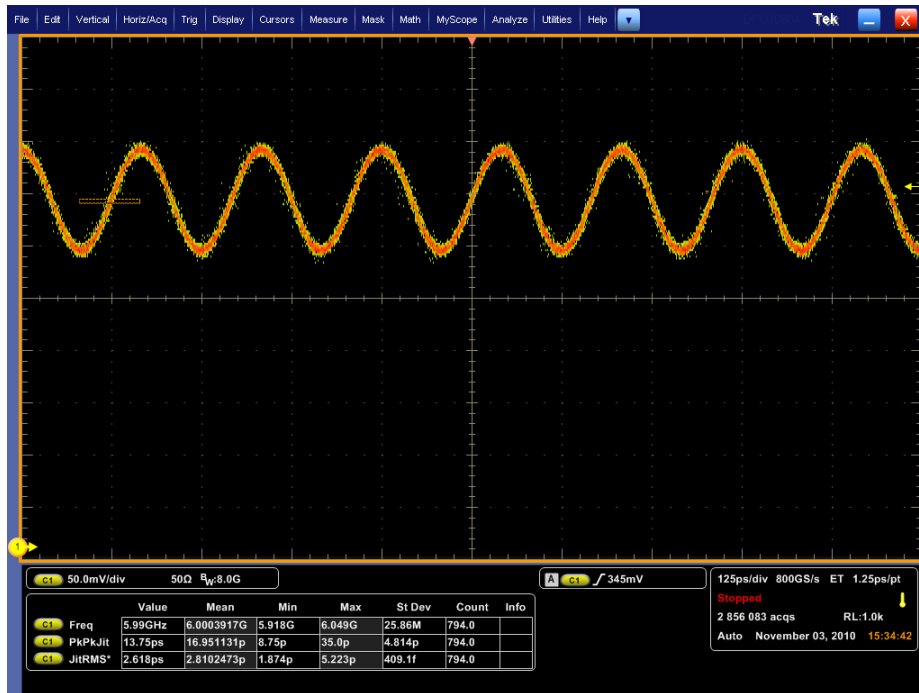 File Edit Vertical Horiz/Acq Trig Display Cursors Measure Mask Math MyScope Analyze Utilities Help Tek X
1
C1 50.0mV/div 50Ω BW:8.0G
A C1 345mV
125ps/div 800GS/s ET 1.25ps/pt
Stopped
2 856 083 acqs RL:1.0k
Auto November 03, 2010 15:34:42
Value Mean Min Max St Dev Count Info
C1 Freq 5.99GHz 6.0003917G 5.918G 6.049G 25.86M 794.0
C1 PkPkJit 13.75ps 16.951131p 8.75p 35.0p 4.814p 794.0
C1 JitRMS* 2.618ps 2.8102473p 1.874p 5.223p 409.1f 794.0